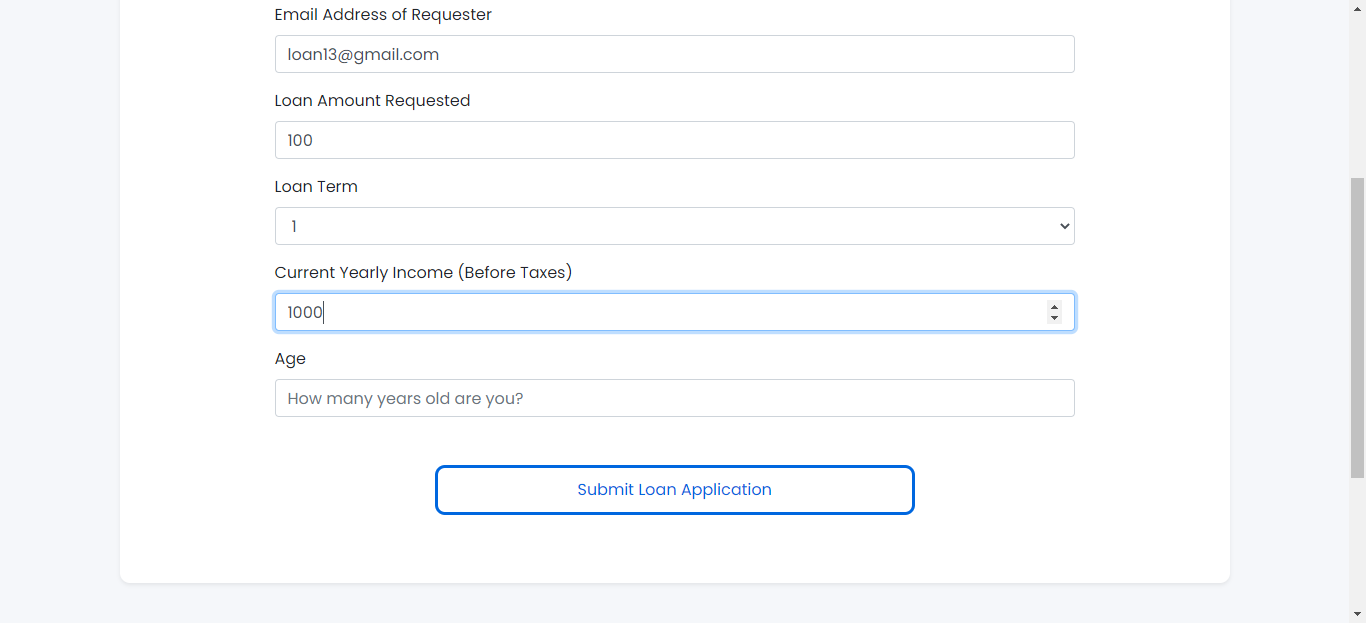 Email Address of Requester
loan13@gmail.com
Loan Amount Requested
100
Loan Term
1
Current Yearly Income (Before Taxes)
1000
Age
How many years old are you?
Submit Loan Application